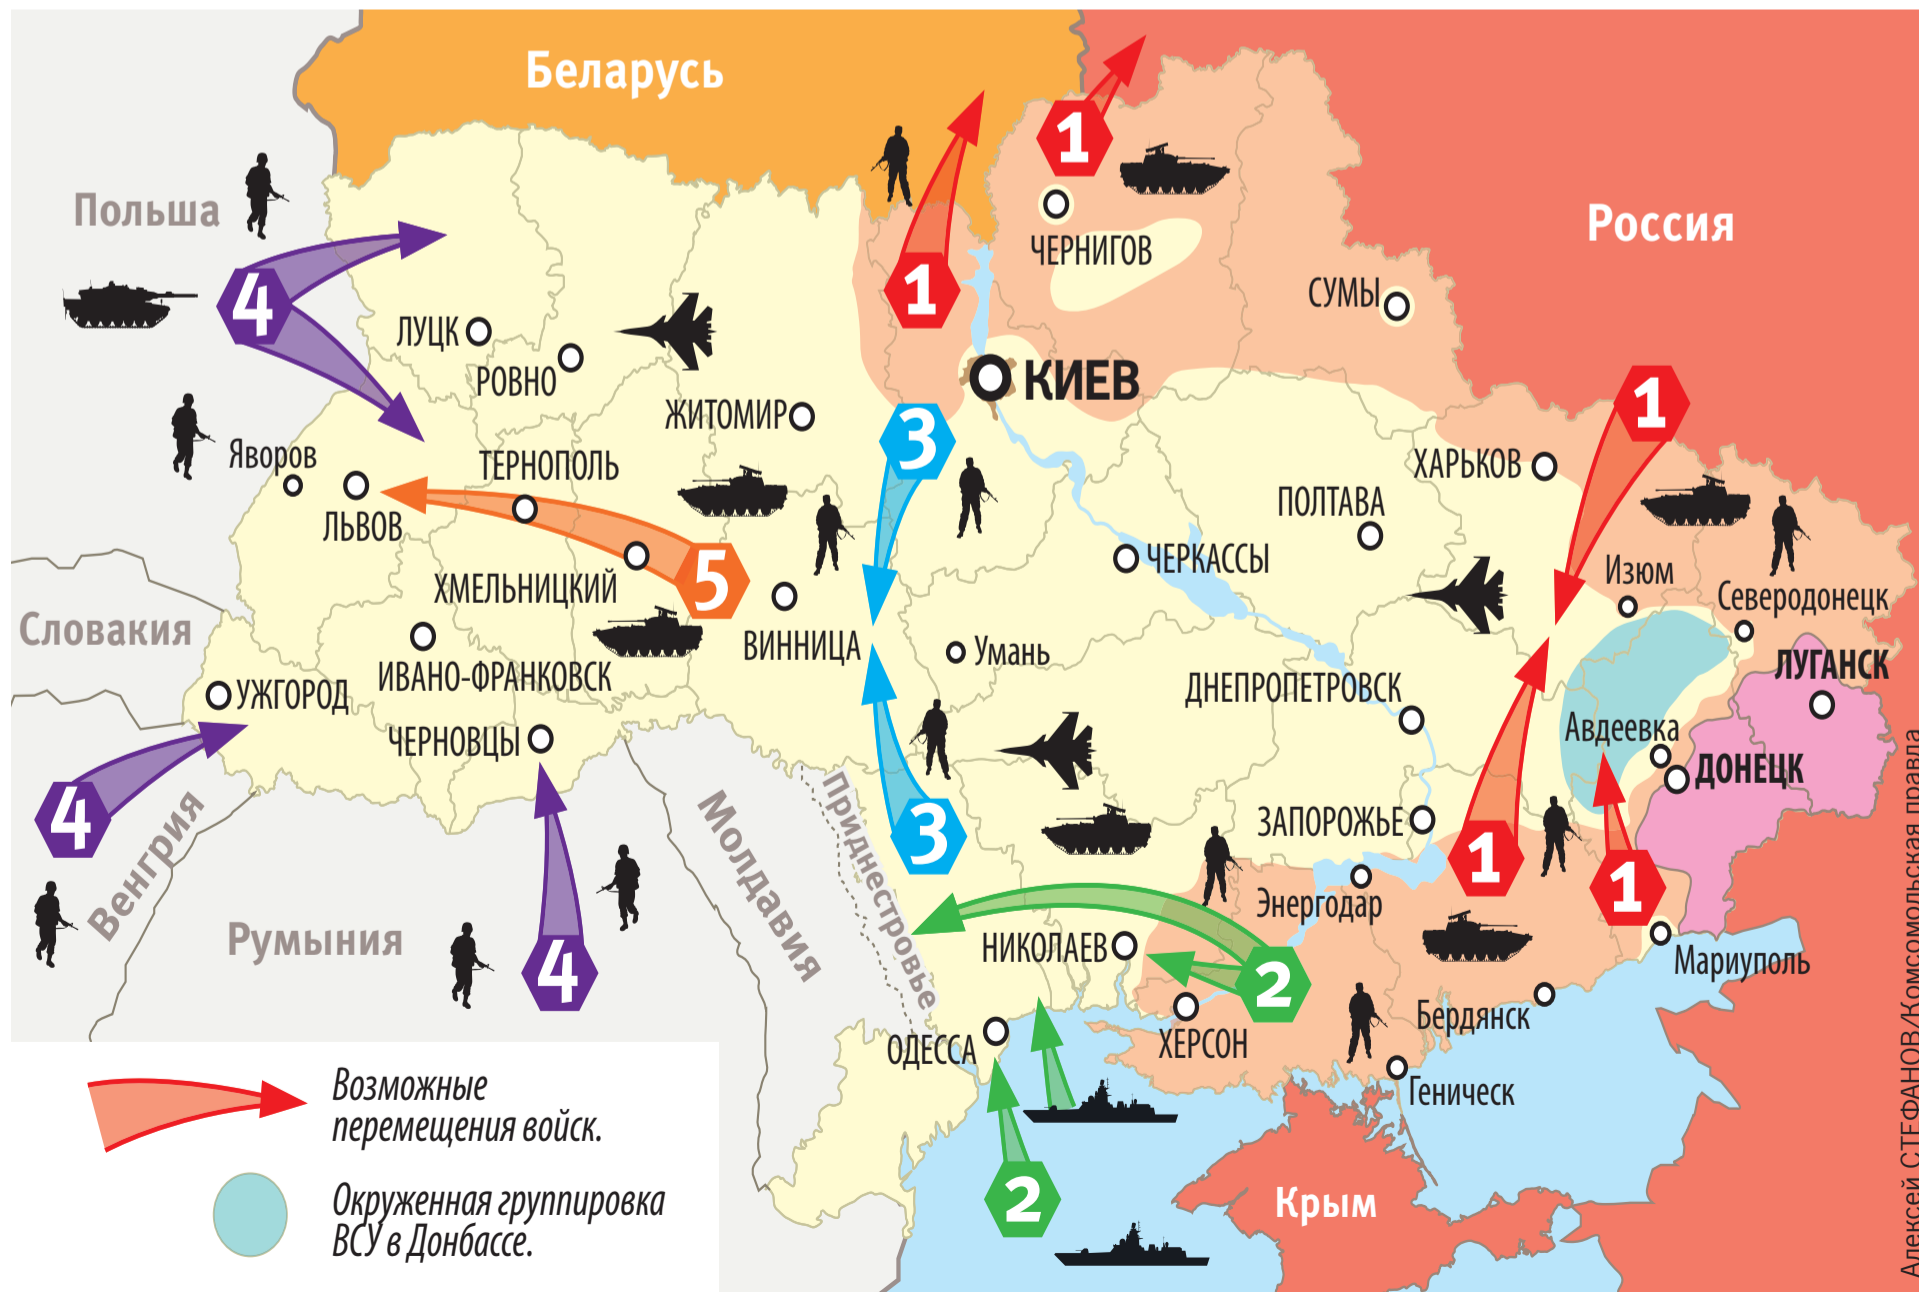 Беларусь
Польша
Россия
1
1
ЧЕРНИГОВ
СУМЫ
4
1
ЛУЦК
РОВНО
КИЕВ
ЖИТОМИР
3
1
Яворов
ТЕРНОПОЛЬ
ХАРЬКОВ
ЛЬВОВ
ПОЛТАВА
ХМЕЛЬНИЦКИЙ
5
ЧЕРКАССЫ
Изюм
Северодонецк
Словакия
ВИННИЦА
Умань
ЛУГАНСК
УЖГОРОД
ИВАНО-ФРАНКОВСК
ДНЕПРОПЕТРОВСК
Авдеевка
ЧЕРНОВЦЫ
ДОНЕЦК
4
Венгрия
Молдавия
Приднестровье
3
ЗАПОРОЖЬЕ
1
1
Энергодар
Румыния
4
НИКОЛАЕВ
2
Мариуполь
ОДЕССА
ХЕРСОН
Бердянск
Геническ
2
Крым
Возможные
перемещения войск.
Окруженная группировка
ВСУ в Донбассе.
Алексей СТЕФАНОВ/Комсомольская правда